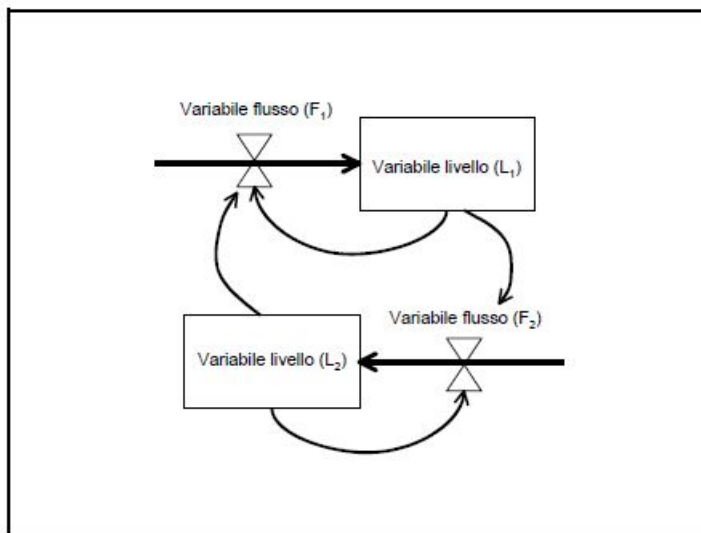 Variabile flusso (F₁)
Variabile livello (L₁)
Variabile flusso (F₂)
Variabile livello (L₂)